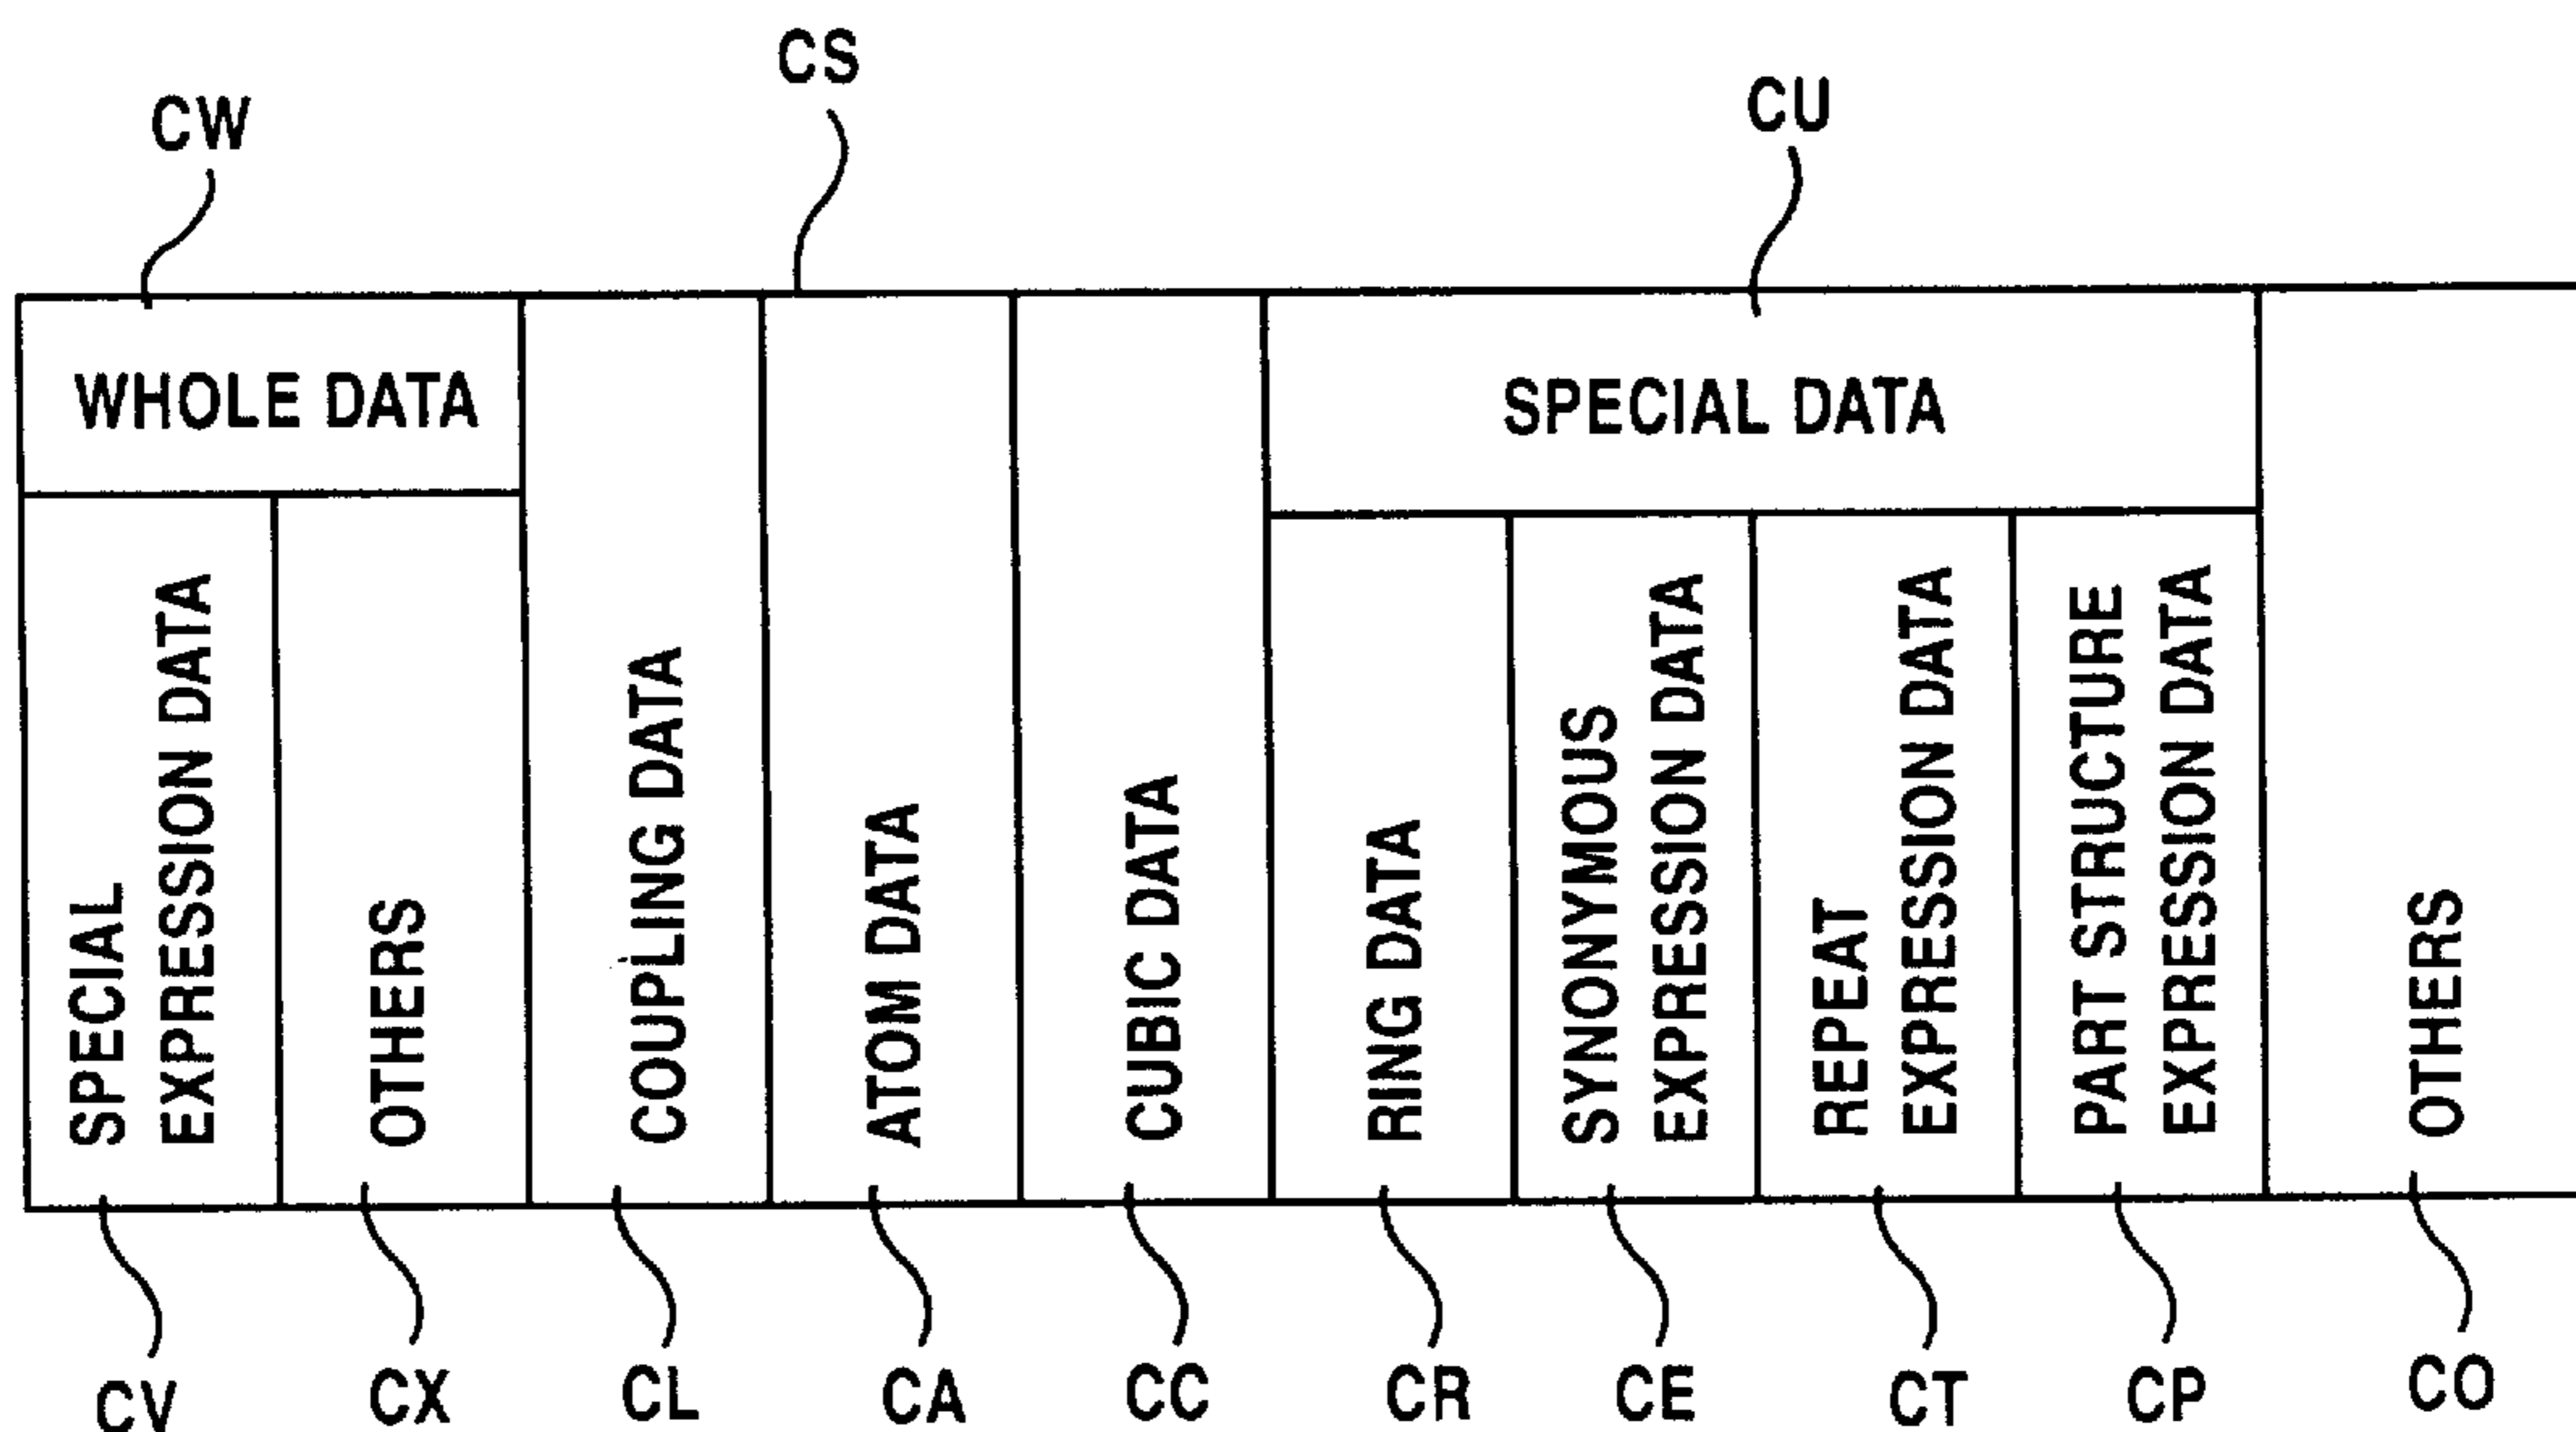 CW
CS
CU
WHOLE DATA
SPECIAL DATA
SPECIAL
EXPRESSION DATA
OTHERS
COUPLING DATA
ATOM DATA
CUBIC DATA
RING DATA
SYNONYMOUS
EXPRESSION DATA
REPEAT
EXPRESSION DATA
PART STRUCTURE
EXPRESSION DATA
OTHERS
CV
CX
CL
CA
CC
CR
CE
CT
CP
CO